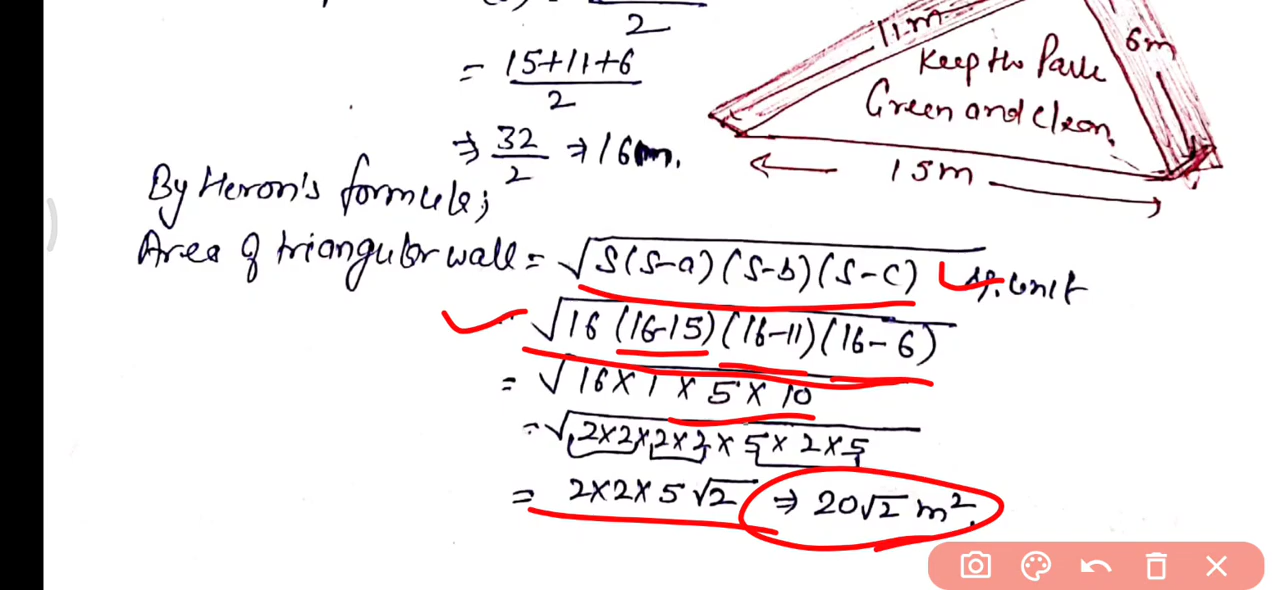 2
= 15+11+6
2
⇒ 32/2 ⇒ 16m.
By Heron's formula;
Area of triangular wall = √S(S-a)(S-b)(S-c) sq. unit
√16 (16-15)(16-11)(16-6)
= √16×1×5×10
= √2×2×2×2×5×2×5
= 2×2×5√2 ⇒ 20√2 m².
11m
6m
Keep the Park
Green and clean
15m